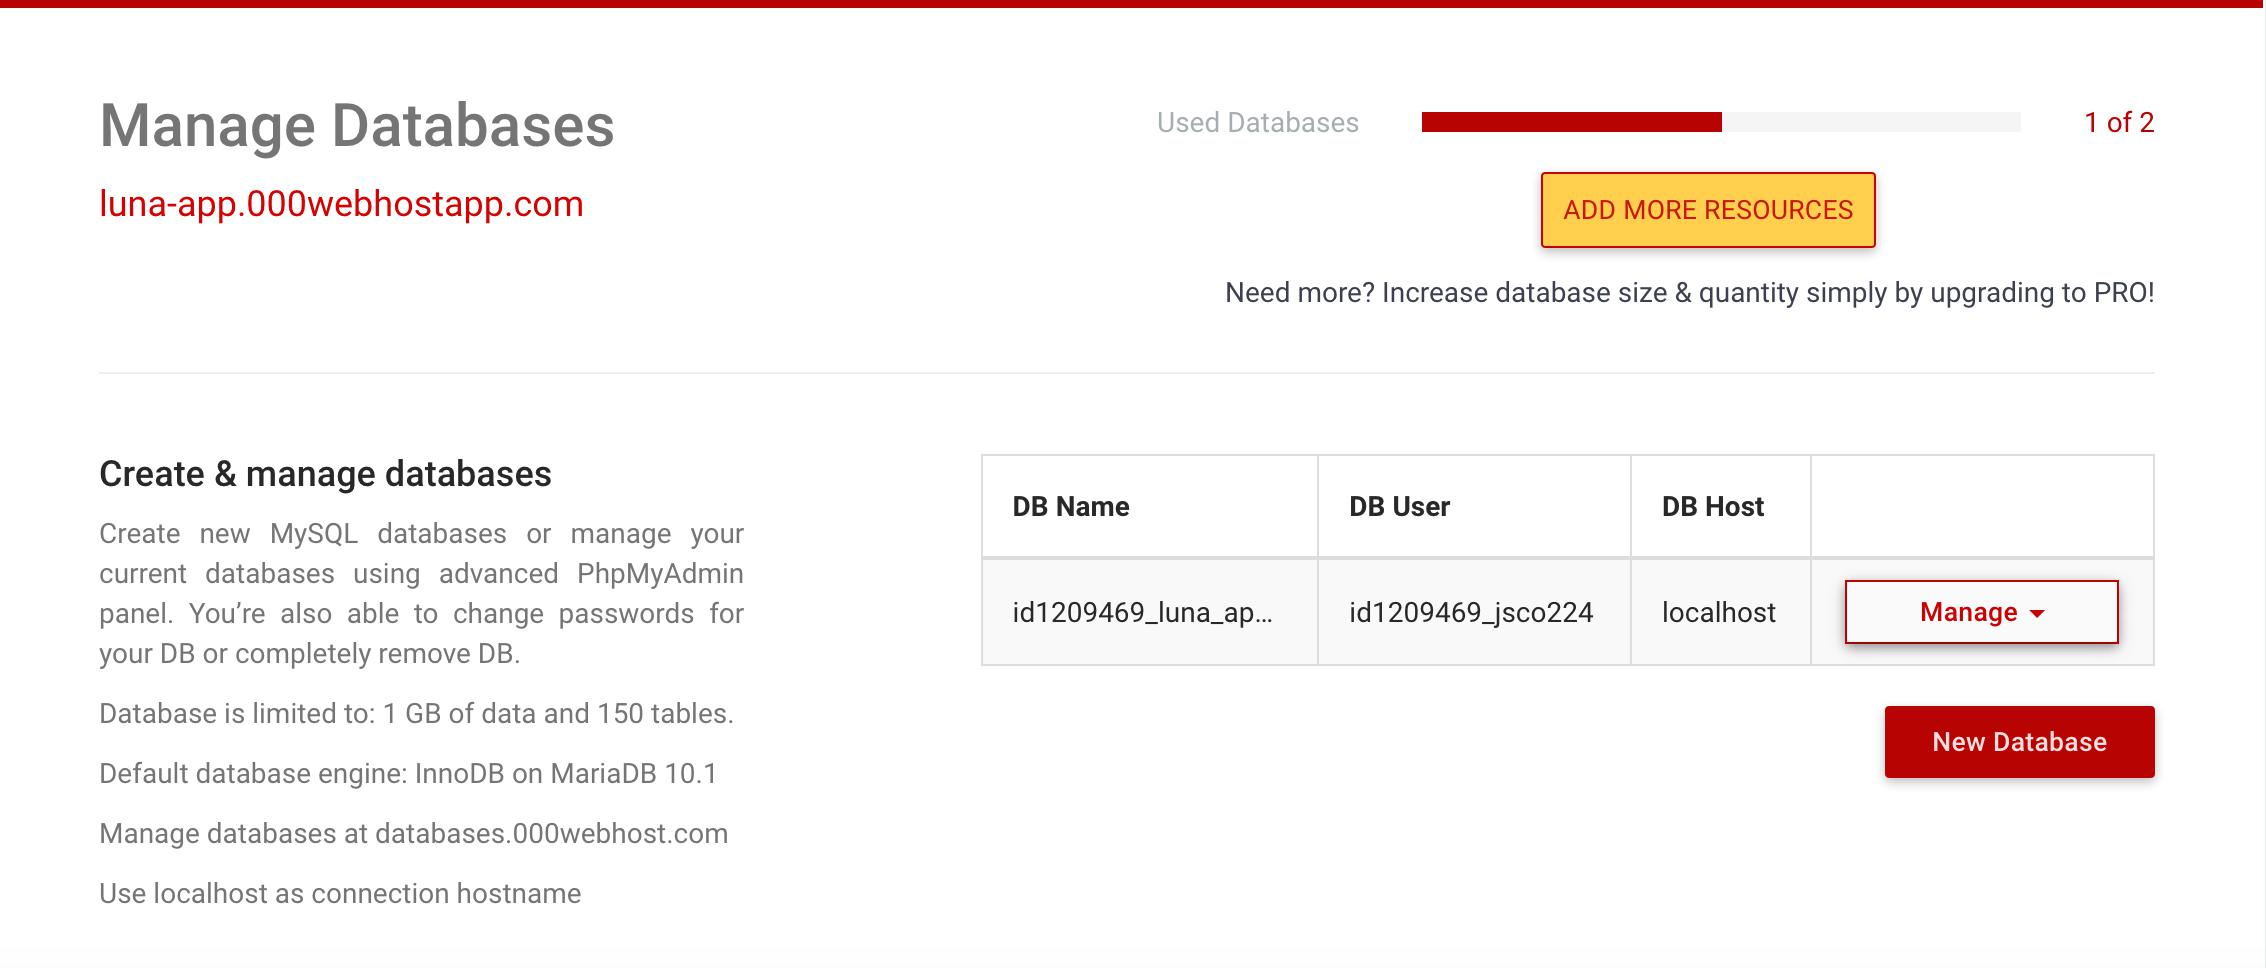 Manage Databases
luna-app.000webhostapp.com
Used Databases 1 of 2
ADD MORE RESOURCES
Need more? Increase database size & quantity simply by upgrading to PRO!
Create & manage databases
Create new MySQL databases or manage your
current databases using advanced PhpMyAdmin
panel. You’re also able to change passwords for
your DB or completely remove DB.
Database is limited to: 1 GB of data and 150 tables.
Default database engine: InnoDB on MariaDB 10.1
Manage databases at databases.000webhost.com
Use localhost as connection hostname
DB Name DB User DB Host
id1209469_luna_ap... id1209469_jsco224 localhost Manage
New Database